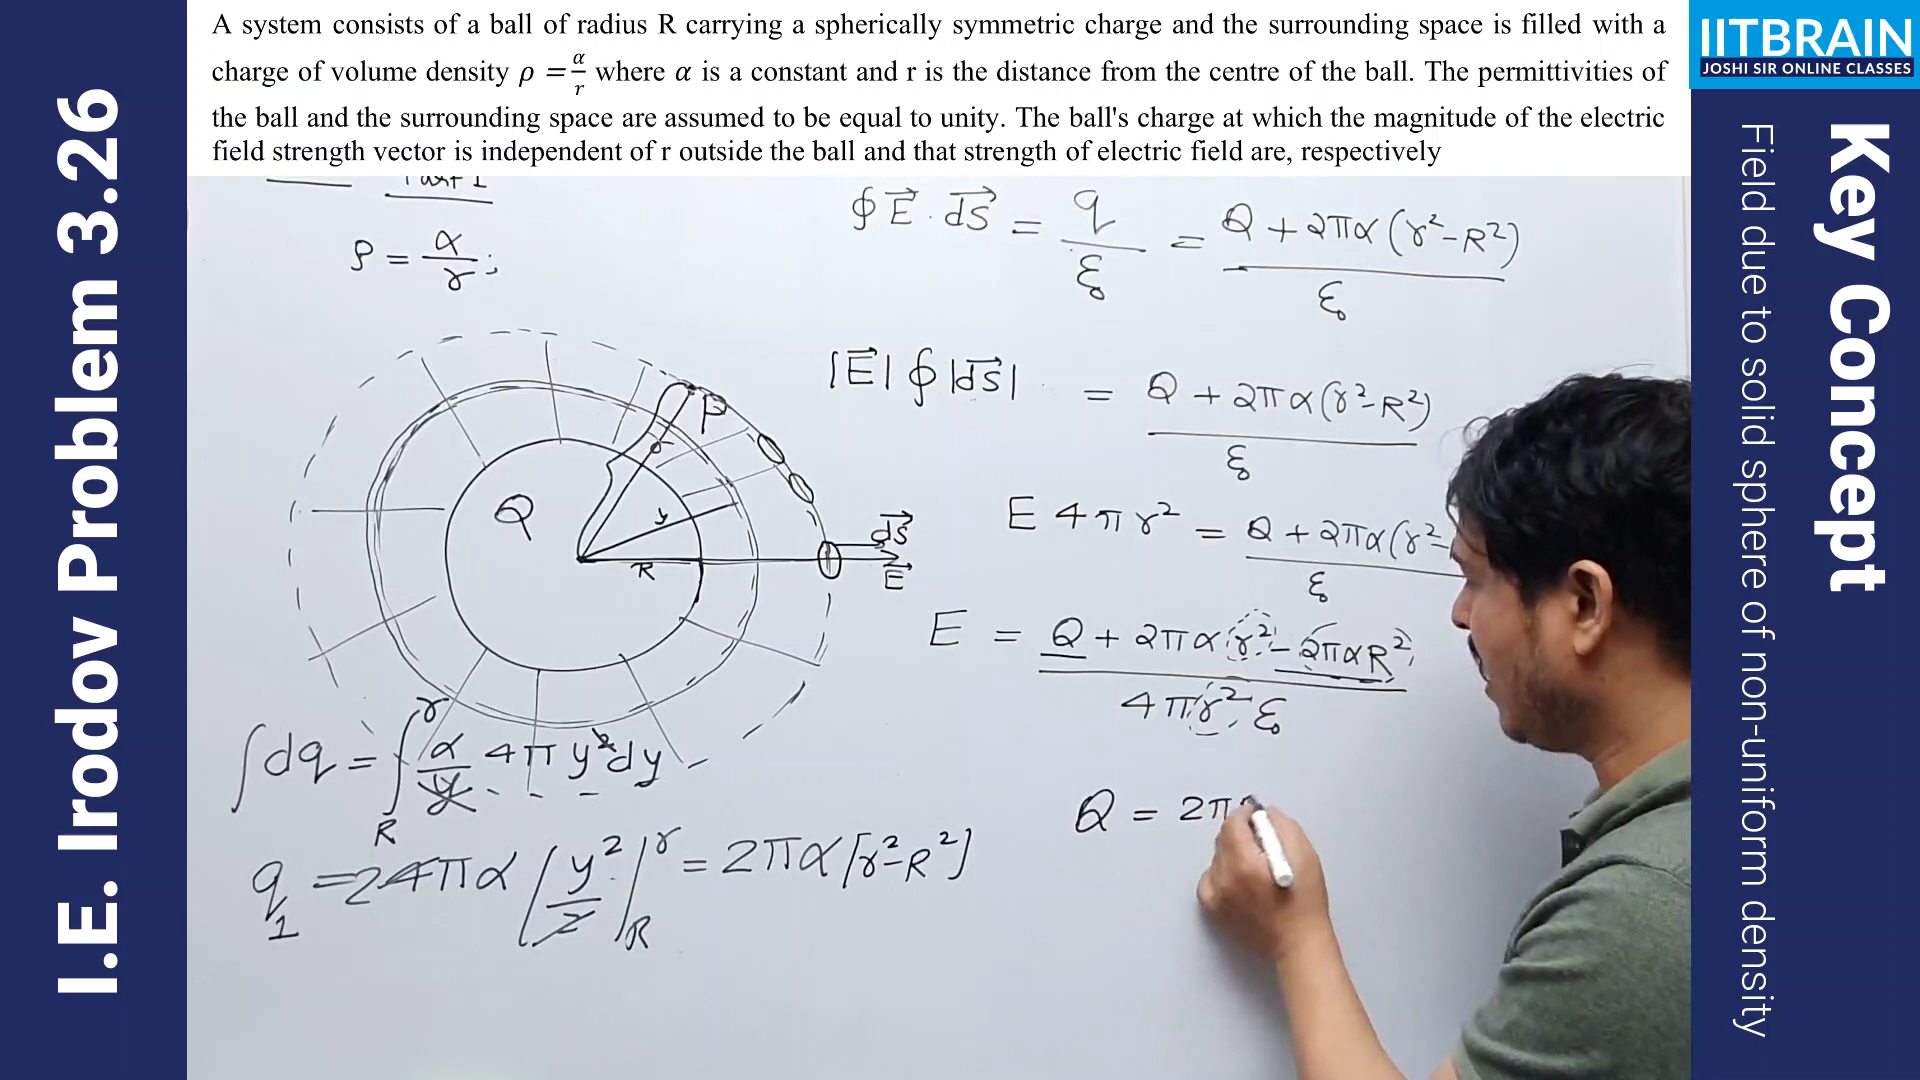 A system consists of a ball of radius R carrying a spherically symmetric charge and the surrounding space is filled with a
charge of volume density ρ = α/r where α is a constant and r is the distance from the centre of the ball. The permittivities of
the ball and the surrounding space are assumed to be equal to unity. The ball's charge at which the magnitude of the electric
field strength vector is independent of r outside the ball and that strength of electric field are, respectively
IITBRAIN
JOSHI SIR ONLINE CLASSES
I.E. Irodov Problem 3.26
Key Concept
Field due to solid sphere of non-uniform density
ρ = α/r ;
∮ E⃗ . ds⃗ = q/ε₀ = Q + 2πα (r² - R²)/ε₀
|E⃗| ∮ |ds⃗| = Q + 2πα (r² - R²)/ε₀
E 4πr² = Q + 2πα (r² -/ε₀
E = Q + 2παr² - 2παR²/4πr²ε₀
Q = 2π
P
r
Q
y
R
ds⃗
E⃗
∫dq = ∫_R^r α/y 4πy² dy
q₁ = 2 4πα [y²/2]_R^r = 2πα [r² - R²]